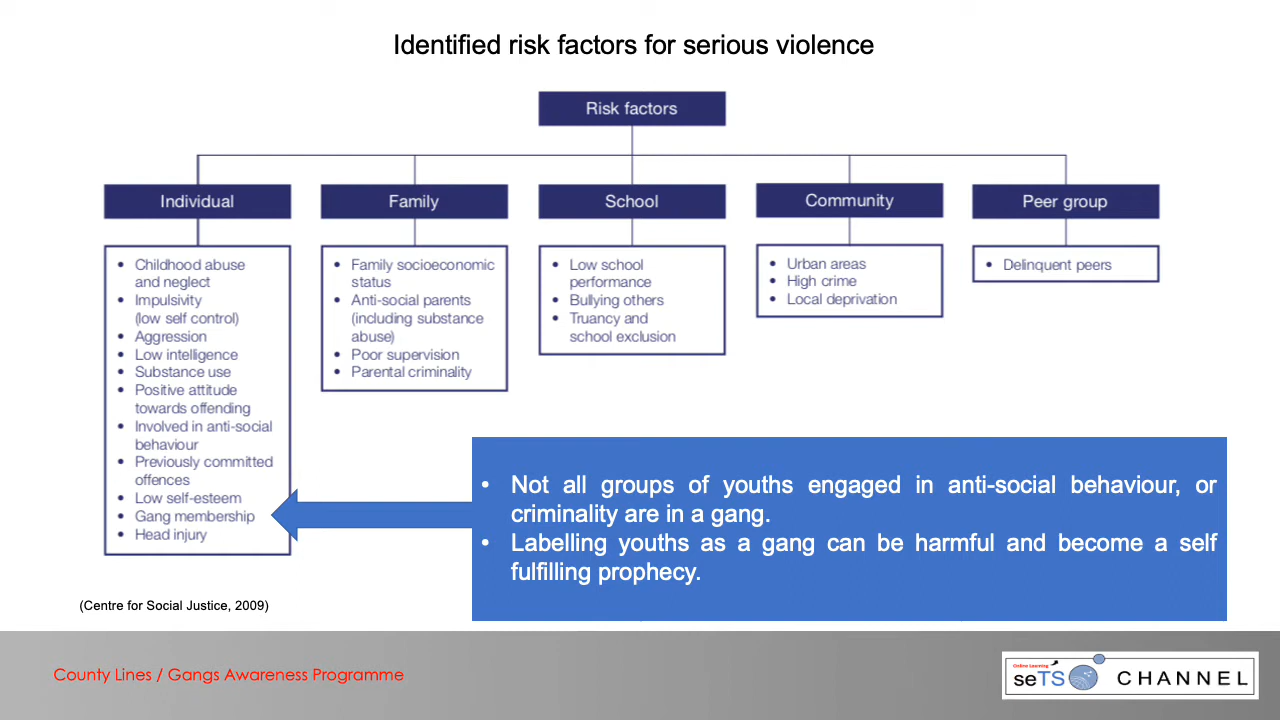 Identified risk factors for serious violence
Risk factors
Individual
Family
School
Community
Peer group
• Childhood abuse
and neglect
• Impulsivity
(low self control)
• Aggression
• Low intelligence
• Substance use
• Positive attitude
towards offending
• Involved in anti-social
behaviour
• Previously committed
offences
• Low self-esteem
• Gang membership
• Head injury
• Family socioeconomic
status
• Anti-social parents
(including substance
abuse)
• Poor supervision
• Parental criminality
• Low school
performance
• Bullying others
• Truancy and
school exclusion
• Urban areas
• High crime
• Local deprivation
• Delinquent peers
• Not all groups of youths engaged in anti-social behaviour, or
criminality are in a gang.
• Labelling youths as a gang can be harmful and become a self
fulfilling prophecy.
(Centre for Social Justice, 2009)
County Lines / Gangs Awareness Programme
Online Learning
seTS CHANNEL